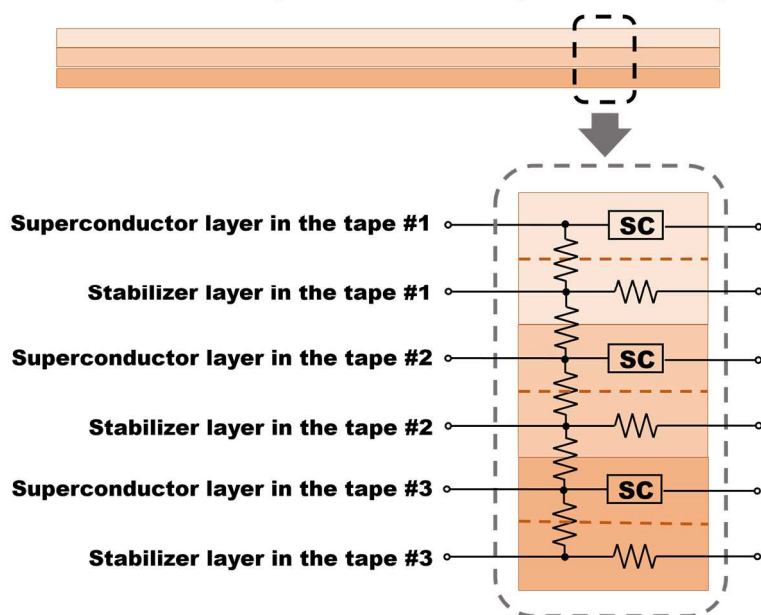 Superconductor layer in the tape #1
SC
Stabilizer layer in the tape #1
Superconductor layer in the tape #2
SC
Stabilizer layer in the tape #2
Superconductor layer in the tape #3
SC
Stabilizer layer in the tape #3